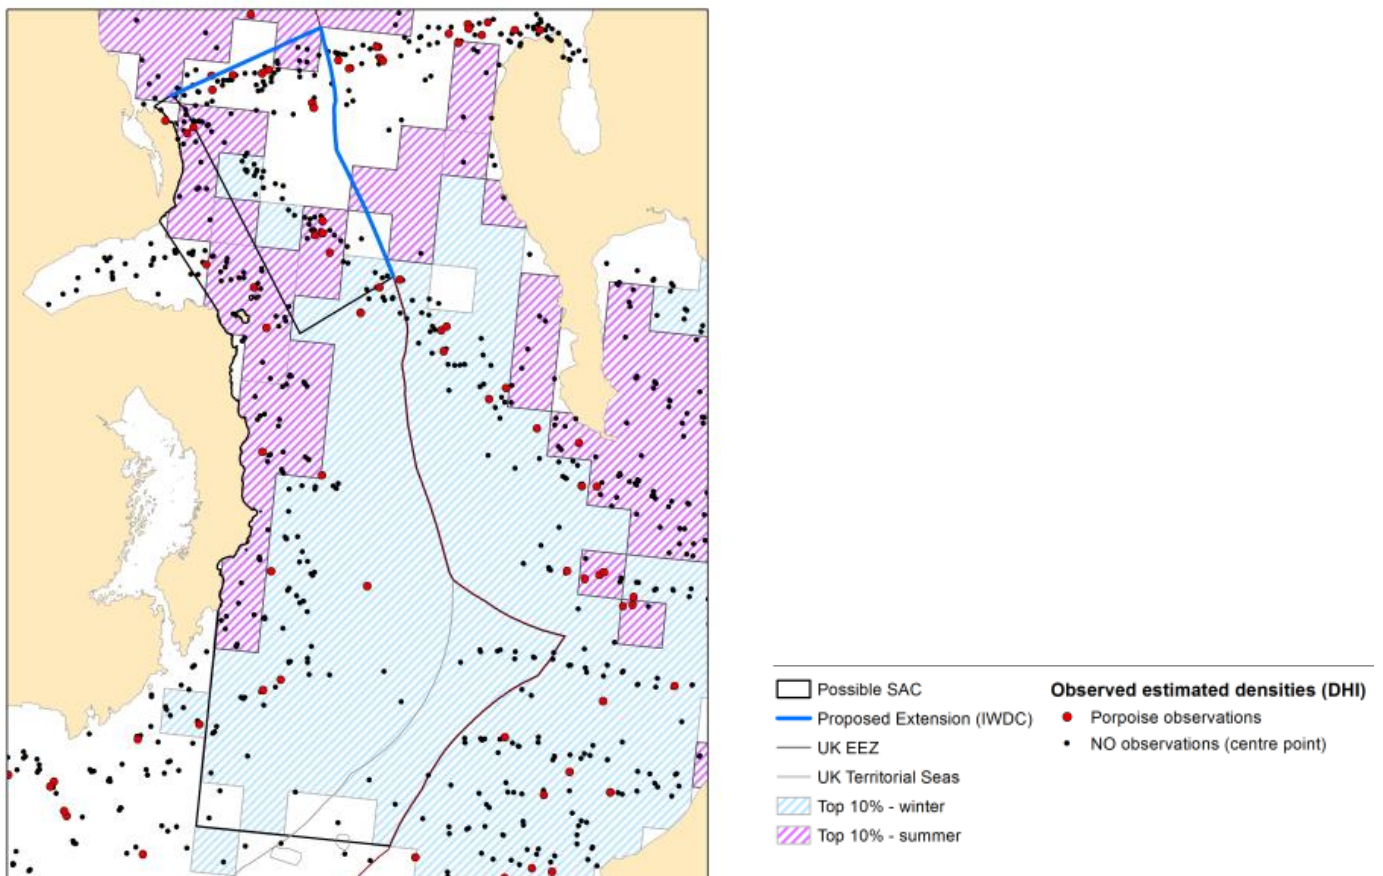 Possible SAC
Proposed Extension (IWDC)
UK EEZ
UK Territorial Seas
Top 10% - winter
Top 10% - summer
Observed estimated densities (DHI)
Porpoise observations
NO observations (centre point)